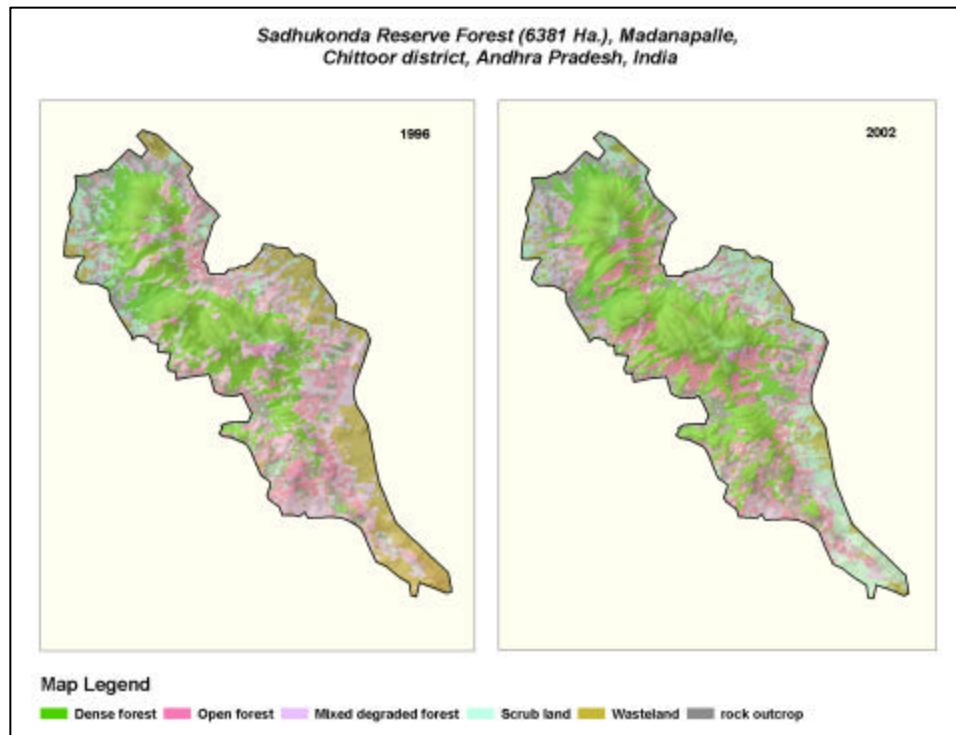 Sadhukonda Reserve Forest (6381 Ha.), Madanapalle,
Chittoor district, Andhra Pradesh, India
1996
2002
Map Legend
Dense forest Open forest Mixed degraded forest Scrub land Wasteland rock outcrop